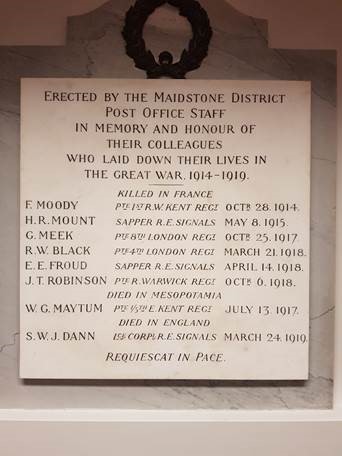 ERECTED BY THE MAIDSTONE DISTRICT
POST OFFICE STAFF
IN MEMORY AND HONOUR OF
THEIR COLLEAGUES
WHO LAID DOWN THEIR LIVES IN
THE GREAT WAR, 1914-1919.
KILLED IN FRANCE
F. MOODY PTE 1ST R.W. KENT REGT OCTR 28. 1914.
H.R. MOUNT SAPPER R.E. SIGNALS MAY 8. 1915.
G. MEEK PTE 8TH LONDON REGT OCTR 25. 1917.
R.W. BLACK PTE 4TH LONDON REGT MARCH 21. 1918.
E. E. FROUD SAPPER R.E. SIGNALS APRIL 14. 1918.
J. T. ROBINSON PTE R. WARWICK REGT OCTR 6. 1918.
DIED IN MESOPOTAMIA
W. G. MAYTUM PTE 1/5TH E. KENT REGT JULY 13. 1917.
DIED IN ENGLAND
S.W.J. DANN 1ST CORPL R.E. SIGNALS MARCH 24. 1919.
REQUIESCAT IN PACE.